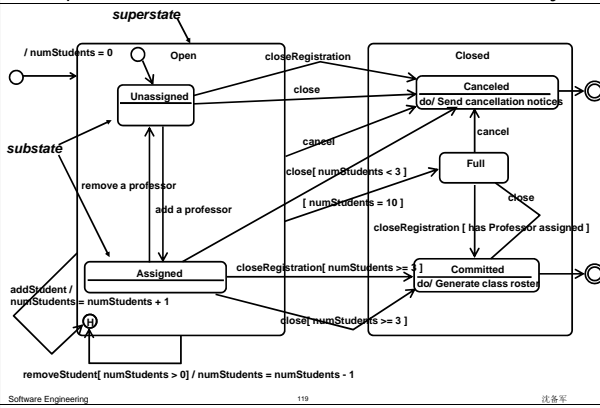 superstate
/ numStudents = 0
Open
closeRegistration
Closed
Unassigned
Canceled
do/ Send cancellation notices
close
substate
cancel
cancel
close[ numStudents < 3 ]
Full
remove a professor
add a professor
[ numStudents = 10 ]
close
closeRegistration [ has Professor assigned ]
Assigned
closeRegistration[ numStudents >= 3 ]
Committed
do/ Generate class roster
addStudent /
numStudents = numStudents + 1
H
close[ numStudents >= 3 ]
removeStudent[ numStudents > 0] / numStudents = numStudents - 1
Software Engineering
119
沈备军